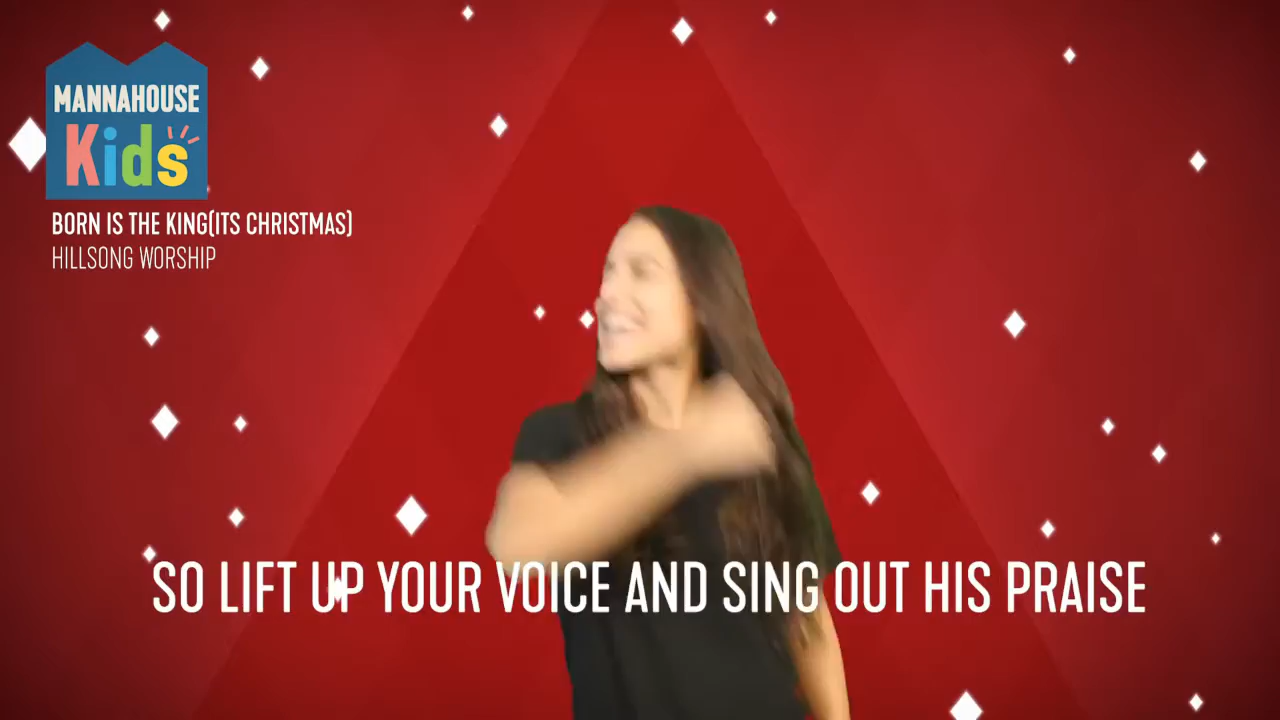 MANNAHOUSE
Kids
BORN IS THE KING(ITS CHRISTMAS)
HILLSONG WORSHIP
SO LIFT UP YOUR VOICE AND SING OUT HIS PRAISE